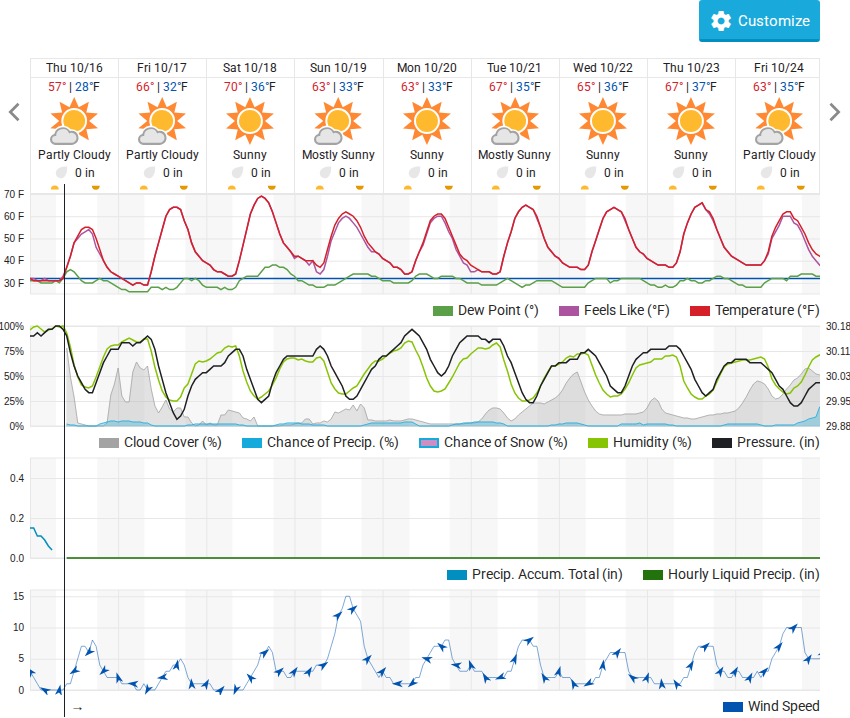 Customize
Thu 10/16 Fri 10/17 Sat 10/18 Sun 10/19 Mon 10/20 Tue 10/21 Wed 10/22 Thu 10/23 Fri 10/24
57° | 28°F 66° | 32°F 70° | 36°F 63° | 33°F 63° | 33°F 67° | 35°F 65° | 36°F 67° | 37°F 63° | 35°F
Partly Cloudy Partly Cloudy Sunny Mostly Sunny Sunny Mostly Sunny Sunny Sunny Partly Cloudy
0 in 0 in 0 in 0 in 0 in 0 in 0 in 0 in 0 in
70 F
60 F
50 F
40 F
30 F
Dew Point (°) Feels Like (°F) Temperature (°F)
100% 30.18
75% 30.11
50% 30.03
25% 29.95
0% 29.88
Cloud Cover (%) Chance of Precip. (%) Chance of Snow (%) Humidity (%) Pressure. (in)
0.4
0.2
0.0
Precip. Accum. Total (in) Hourly Liquid Precip. (in)
15
10
5
0
→
Wind Speed